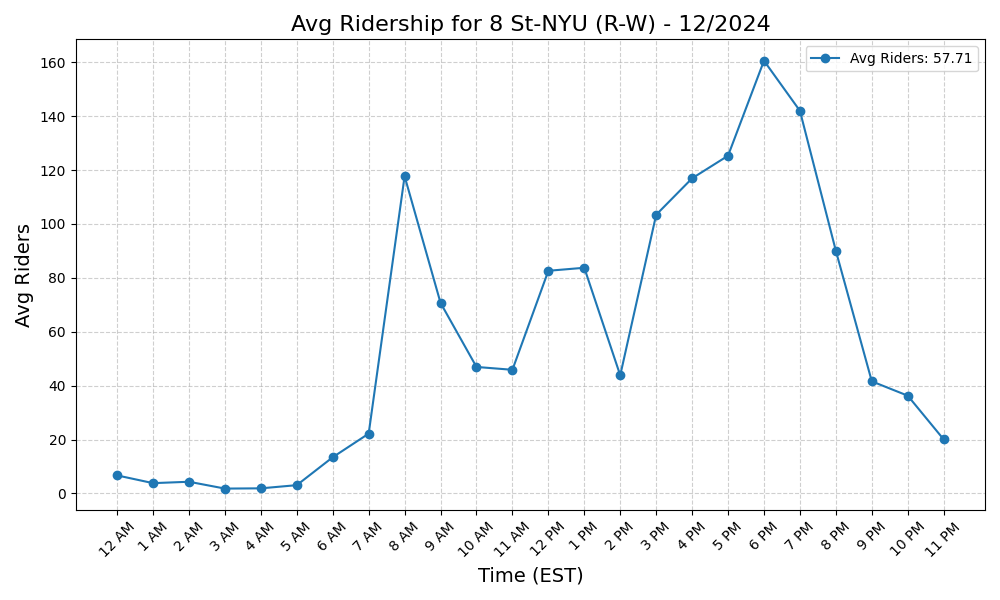 Avg Ridership for 8 St-NYU (R-W) - 12/2024
Avg Riders: 57.71
160
140
120
100
80
60
40
20
0
Avg Riders
12 AM
1 AM
2 AM
3 AM
4 AM
5 AM
6 AM
7 AM
8 AM
9 AM
10 AM
11 AM
12 PM
1 PM
2 PM
3 PM
4 PM
5 PM
6 PM
7 PM
8 PM
9 PM
10 PM
11 PM
Time (EST)